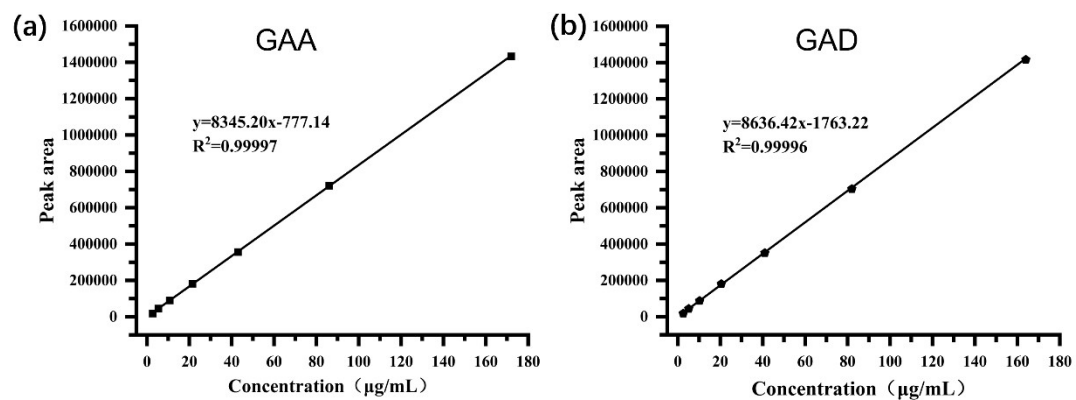 (a)
GAA
y=8345.20x-777.14
R²=0.99997
Peak area
1600000
1400000
1200000
1000000
800000
600000
400000
200000
0
0 20 40 60 80 100 120 140 160 180
Concentration（μg/mL）
(b)
GAD
y=8636.42x-1763.22
R²=0.99996
Peak area
1600000
1400000
1200000
1000000
800000
600000
400000
200000
0
0 20 40 60 80 100 120 140 160 180
Concentration（μg/mL）